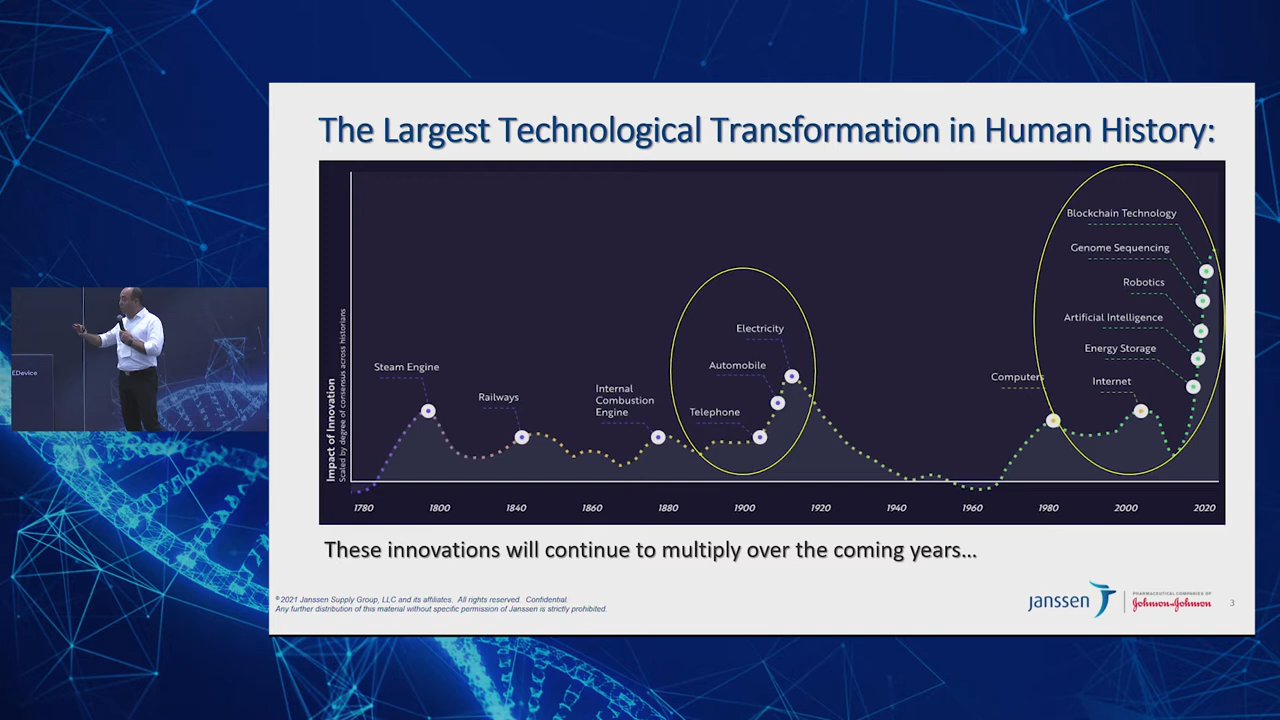 The Largest Technological Transformation in Human History:
Impact of Innovation
Scaled by degree of consensus across historians
Steam Engine
Railways
Internal
Combustion
Engine
Telephone
Automobile
Electricity
Computers
Internet
Energy Storage
Artificial Intelligence
Robotics
Genome Sequencing
Blockchain Technology
1780 1800 1840 1860 1880 1900 1920 1940 1960 1980 2000 2020
These innovations will continue to multiply over the coming years...
© 2021 Janssen Supply Group, LLC and its affiliates. All rights reserved. Confidential.
Any further distribution of this material without specific permission of Janssen is strictly prohibited.
janssen
PHARMACEUTICAL COMPANIES OF
Johnson&Johnson
3
EDevice